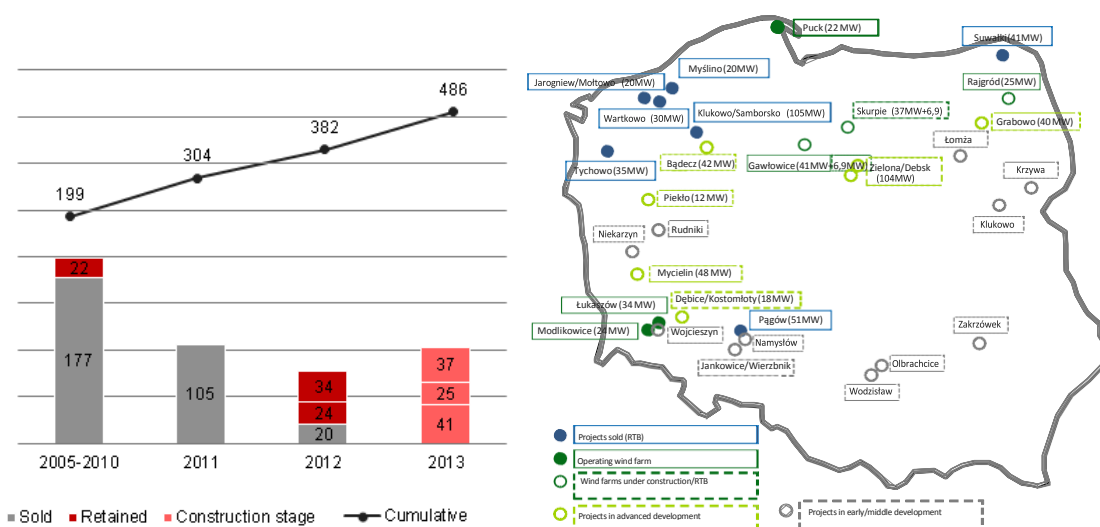 486
382
304
199
22
177
105
34
24
20
37
25
41
2005-2010
2011
2012
2013
Sold
Retained
Construction stage
Cumulative
Puck (22 MW)
Suwałki (41MW)
Myślino (20MW)
Jarogniew/Mołtowo (20MW)
Rajgród (25 MW)
Wartkowo (30MW)
Klukowo/Samborsko (105MW)
Skurpie (37MW+6,9)
Grabowo (40 MW)
Łomża
Tychowo (35MW)
Bądecz (42 MW)
Gawłowice (41MW+6,9MW)
Zielona/Debsk
(104MW)
Krzywa
Piekło (12 MW)
Klukowo
Niekarzyn
Rudniki
Mycielin (48 MW)
Łukaszów (34 MW)
Dębice/Kostomłoty (18MW)
Modlikowice (24MW)
Wojcieszyn
Pągów (51MW)
Namysłów
Zakrzówek
Jankowice/Wierzbnik
Olbrachcice
Wodzisław
Projects sold (RTB)
Operating wind farm
Wind farms under construction/RTB
Projects in advanced development
Projects in early/middle development